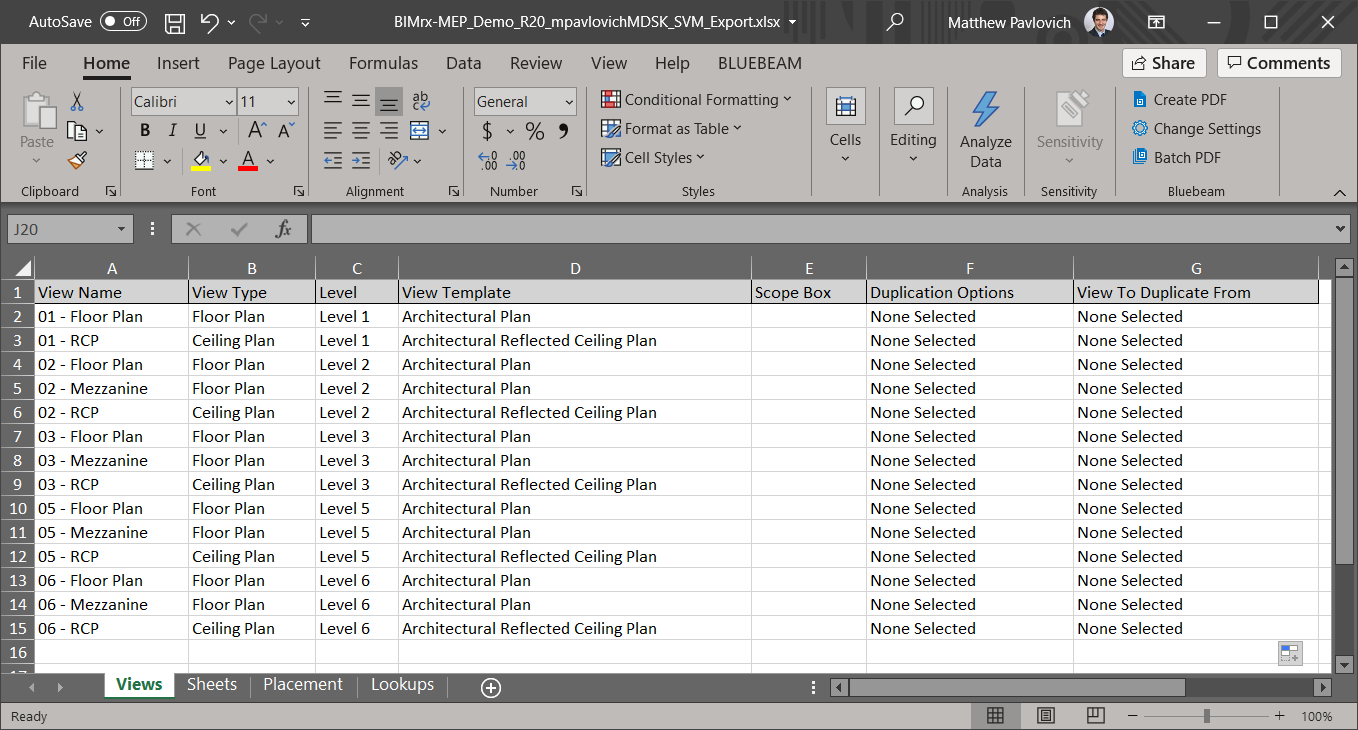 AutoSave Off BIMrx-MEP_Demo_R20_mpavlovichMDSK_SVM_Export.xlsx Matthew Pavlovich
File Home Insert Page Layout Formulas Data Review View Help BLUEBEAM Share Comments
Calibri 11 ab General Conditional Formatting Create PDF
Paste B I U A A $ % Format as Table Cells Editing Analyze Data Sensitivity Change Settings
A .00 .00 Cell Styles Batch PDF
Clipboard Font Alignment Number Styles Analysis Sensitivity Bluebeam
J20 fx
A B C D E F G
1 View Name View Type Level View Template Scope Box Duplication Options View To Duplicate From
2 01 - Floor Plan Floor Plan Level 1 Architectural Plan None Selected None Selected
3 01 - RCP Ceiling Plan Level 1 Architectural Reflected Ceiling Plan None Selected None Selected
4 02 - Floor Plan Floor Plan Level 2 Architectural Plan None Selected None Selected
5 02 - Mezzanine Floor Plan Level 2 Architectural Plan None Selected None Selected
6 02 - RCP Ceiling Plan Level 2 Architectural Reflected Ceiling Plan None Selected None Selected
7 03 - Floor Plan Floor Plan Level 3 Architectural Plan None Selected None Selected
8 03 - Mezzanine Floor Plan Level 3 Architectural Plan None Selected None Selected
9 03 - RCP Ceiling Plan Level 3 Architectural Reflected Ceiling Plan None Selected None Selected
10 05 - Floor Plan Floor Plan Level 5 Architectural Plan None Selected None Selected
11 05 - Mezzanine Floor Plan Level 5 Architectural Plan None Selected None Selected
12 05 - RCP Ceiling Plan Level 5 Architectural Reflected Ceiling Plan None Selected None Selected
13 06 - Floor Plan Floor Plan Level 6 Architectural Plan None Selected None Selected
14 06 - Mezzanine Floor Plan Level 6 Architectural Plan None Selected None Selected
15 06 - RCP Ceiling Plan Level 6 Architectural Reflected Ceiling Plan None Selected None Selected
16
Views Sheets Placement Lookups
Ready 100%